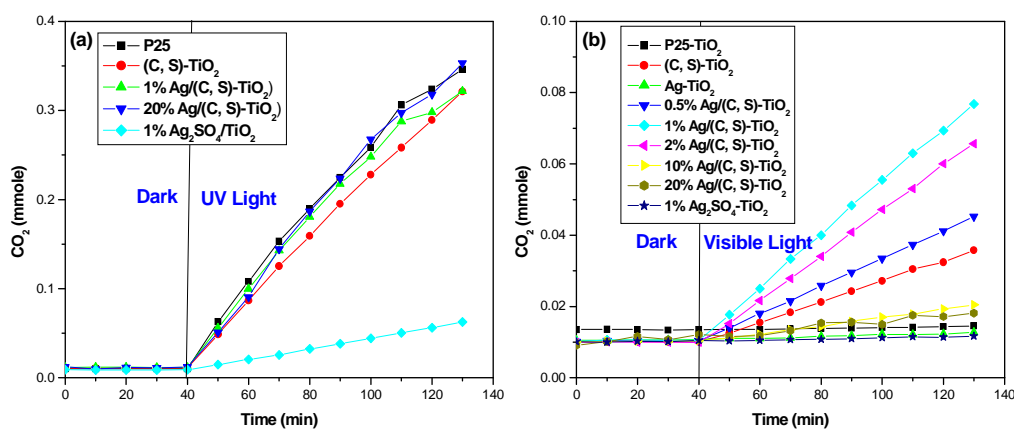 (a)
P25
(C, S)-TiO₂
1% Ag/(C, S)-TiO₂)
20% Ag/(C, S)-TiO₂)
1% Ag₂SO₄/TiO₂
Dark
UV Light
CO₂ (mmole)
0.4
0.3
0.2
0.1
0.0
0 20 40 60 80 100 120 140
Time (min)
(b)
P25-TiO₂
(C, S)-TiO₂
Ag-TiO₂
0.5% Ag/(C, S)-TiO₂
1% Ag/(C, S)-TiO₂
2% Ag/(C, S)-TiO₂
10% Ag/(C, S)-TiO₂
20% Ag/(C, S)-TiO₂
1% Ag₂SO₄-TiO₂
Dark
Visible Light
CO₂ (mmole)
0.10
0.08
0.06
0.04
0.02
0.00
0 20 40 60 80 100 120 140
Time (min)